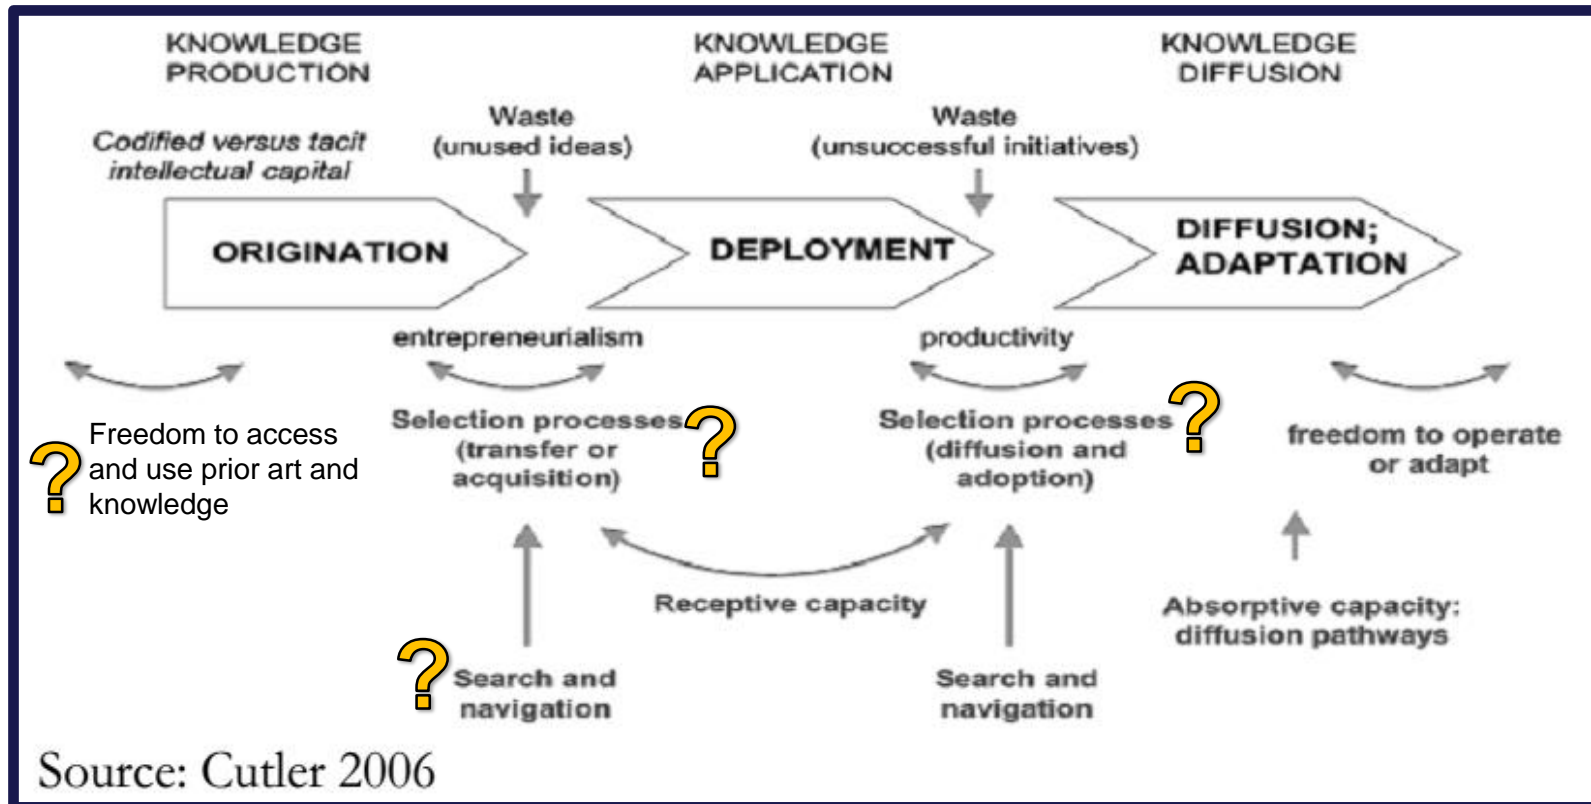 KNOWLEDGE
PRODUCTION
KNOWLEDGE
APPLICATION
KNOWLEDGE
DIFFUSION
Codified versus tacit
intellectual capital
Waste
(unused ideas)
Waste
(unsuccessful initiatives)
ORIGINATION
DEPLOYMENT
DIFFUSION;
ADAPTATION
entrepreneurialism
productivity
?
Freedom to access
and use prior art and
knowledge
Selection processes
(transfer or
acquisition)
?
Selection processes
(diffusion and
adoption)
?
freedom to operate
or adapt
Receptive capacity
Absorptive capacity:
diffusion pathways
?
Search and
navigation
Search and
navigation
Source: Cutler 2006